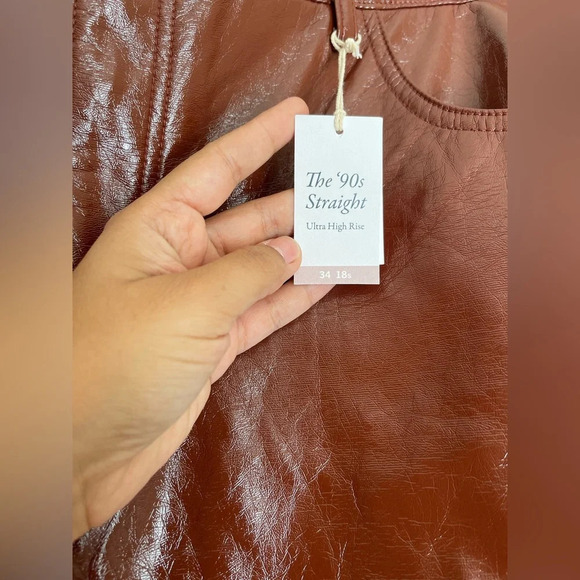 The ‘90s
Straight
Ultra High Rise
34 18s